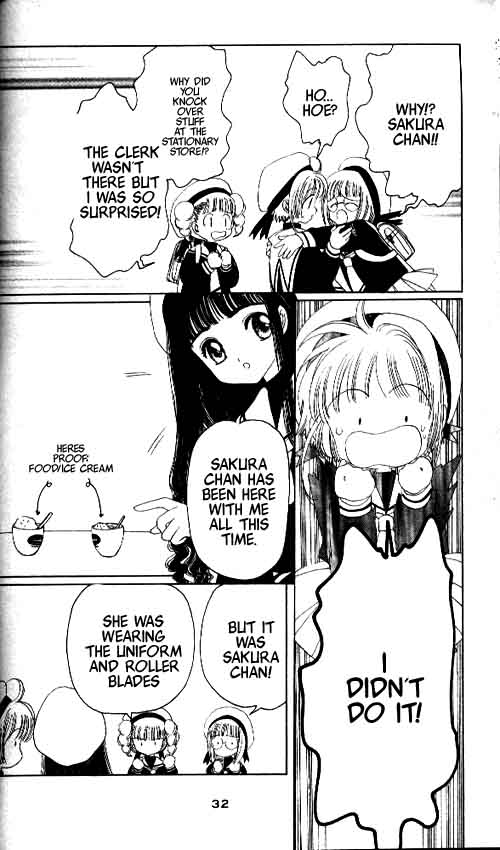 WHY!?
SAKURA
CHAN!!
HO...
HOE?
WHY DID
YOU
KNOCK
OVER
STUFF
AT THE
STATIONARY
STORE!?
THE CLERK
WASN'T
THERE BUT
I WAS SO
SURPRISED!
I
DIDN'T
DO IT!
SAKURA
CHAN HAS
BEEN HERE
WITH ME
ALL THIS
TIME.
HERES
PROOF:
FOOD/ICE CREAM
BUT IT
WAS
SAKURA
CHAN!
SHE WAS
WEARING
THE UNIFORM
AND ROLLER
BLADES
32